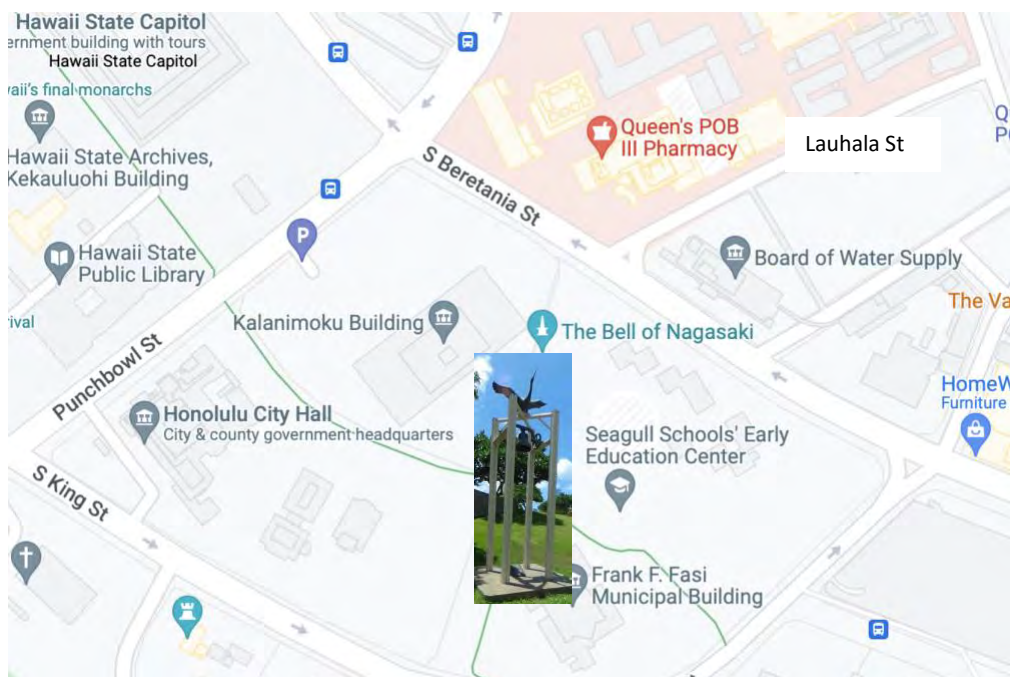 Hawaii State Capitol
ernment building with tours
Hawaii State Capitol
vaii's final monarchs
Hawaii State Archives,
Kekauluohi Building
Hawaii State
Public Library
rival
Punchbowl St
P
Kalanimoku Building
Honolulu City Hall
City & county government headquarters
S King St
S Beretania St
Queen's POB
III Pharmacy
Lauhala St
Q
P
Board of Water Supply
The Va
The Bell of Nagasaki
HomeW
Furniture
Seagull Schools' Early
Education Center
Frank F. Fasi
Municipal Building